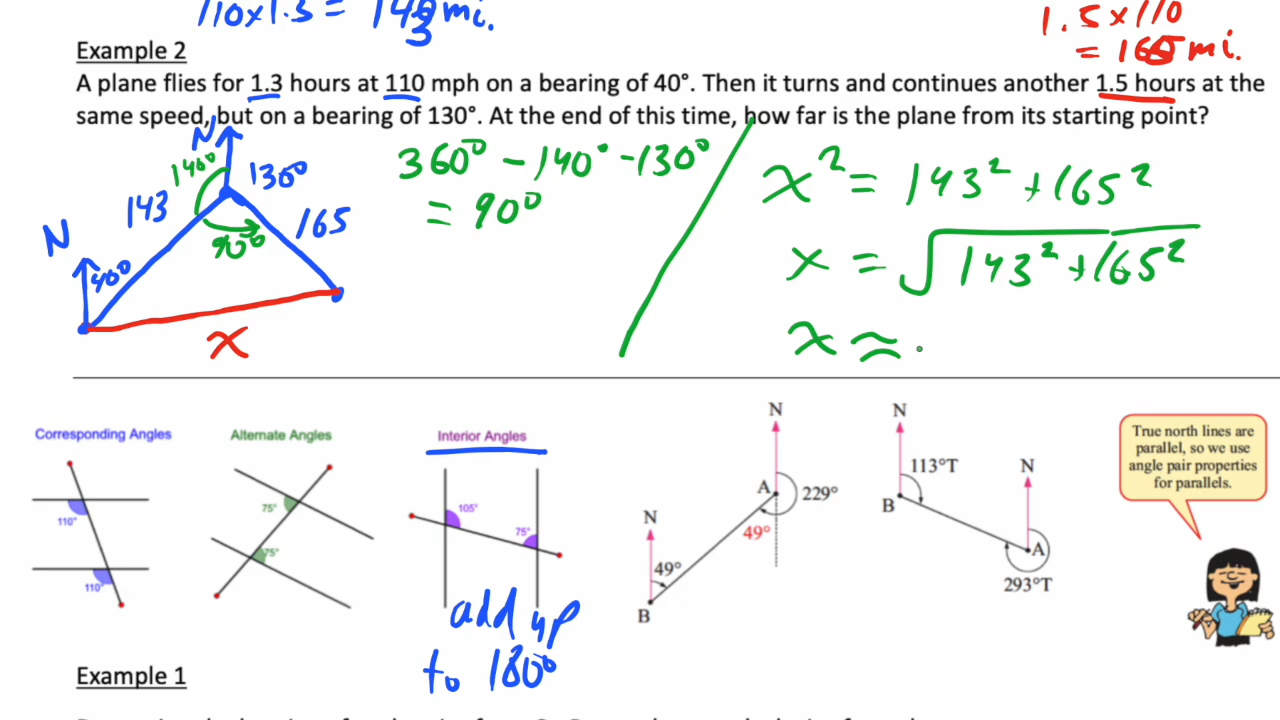 110x1.3 = 143 mi.
1.5 x 110
= 165 mi.
Example 2
A plane flies for 1.3 hours at 110 mph on a bearing of 40°. Then it turns and continues another 1.5 hours at the
same speed, but on a bearing of 130°. At the end of this time, how far is the plane from its starting point?
N
140°
130°
143
165
90°
N
40°
x
360° - 140° - 130°
= 90°
x² = 143² + 165²
x = √143² + 165²
x ≈ .
Corresponding Angles
110°
110°
Alternate Angles
75°
75°
Interior Angles
105°
75°
add up
to 180°
N
A
229°
49°
N
49°
B
N
113°T
B
N
A
293°T
True north lines are
parallel, so we use
angle pair properties
for parallels.
Example 1